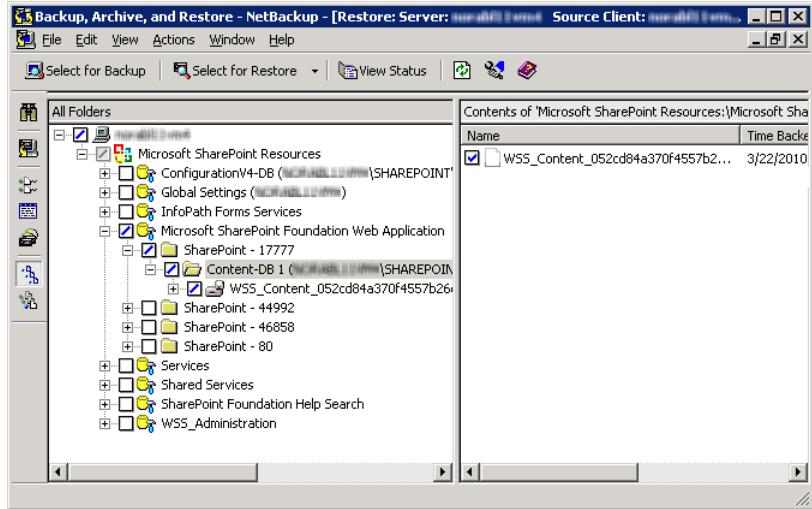 Backup, Archive, and Restore - NetBackup - [Restore: Server: Source Client:
File Edit View Actions Window Help
Select for Backup Select for Restore View Status
All Folders
Contents of 'Microsoft SharePoint Resources:\Microsoft Sha
Name Time Backe
Microsoft SharePoint Resources
WSS_Content_052cd84a370f4557b2... 3/22/2010
ConfigurationV4-DB ( \SHAREPOINT
Global Settings ( )
InfoPath Forms Services
Microsoft SharePoint Foundation Web Application
SharePoint - 17777
Content-DB 1 ( \SHAREPOIN
WSS_Content_052cd84a370f4557b26
SharePoint - 44992
SharePoint - 46858
SharePoint - 80
Services
Shared Services
SharePoint Foundation Help Search
WSS_Administration